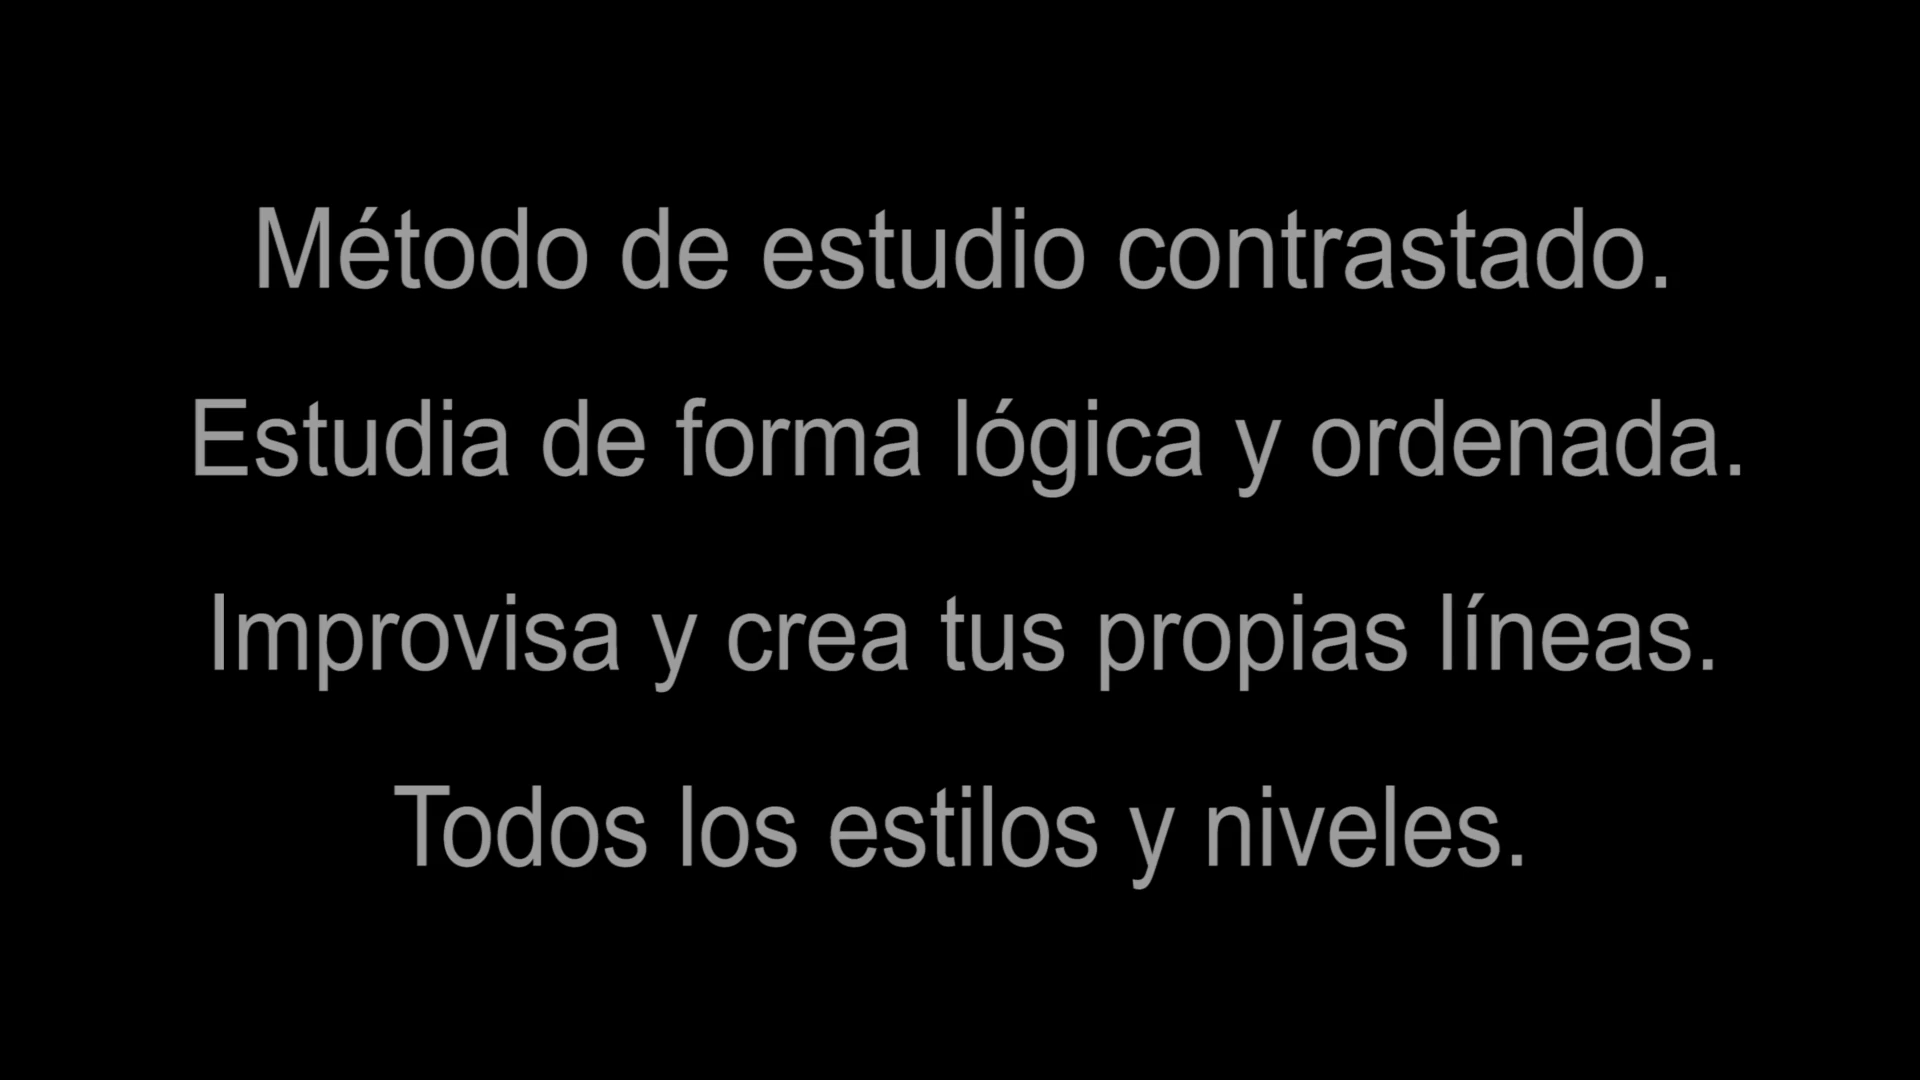 Método de estudio contrastado.
Estudia de forma lógica y ordenada.
Improvisa y crea tus propias líneas.
Todos los estilos y niveles.